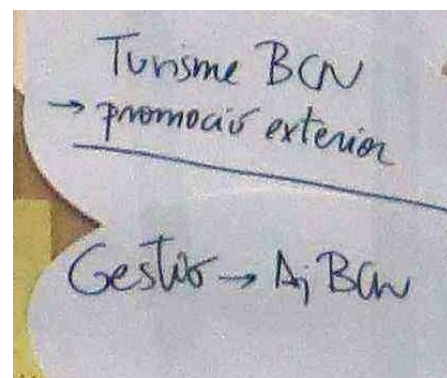 Turisme BCN
→ promoció exterior
Gestió → Aj BCN